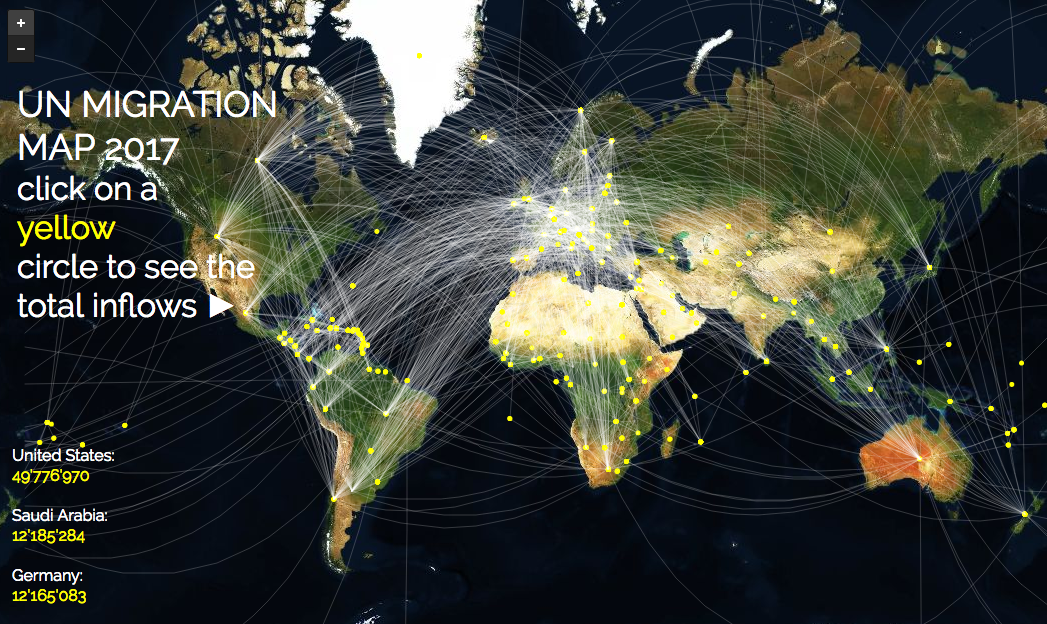 +
−
UN MIGRATION
MAP 2017
click on a
yellow
circle to see the
total inflows ►
United States:
49'776'970
Saudi Arabia:
12'185'284
Germany:
12'165'083